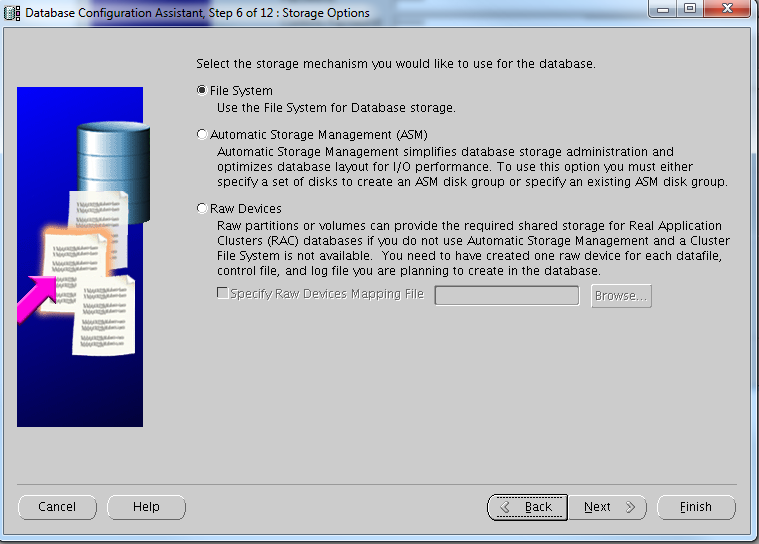 Database Configuration Assistant, Step 6 of 12 : Storage Options
Select the storage mechanism you would like to use for the database.
File System
Use the File System for Database storage.
Automatic Storage Management (ASM)
Automatic Storage Management simplifies database storage administration and
optimizes database layout for I/O performance. To use this option you must either
specify a set of disks to create an ASM disk group or specify an existing ASM disk group.
Raw Devices
Raw partitions or volumes can provide the required shared storage for Real Application
Clusters (RAC) databases if you do not use Automatic Storage Management and a Cluster
File System is not available. You need to have created one raw device for each datafile,
control file, and log file you are planning to create in the database.
Specify Raw Devices Mapping File
Browse...
Cancel
Help
Back
Next
Finish